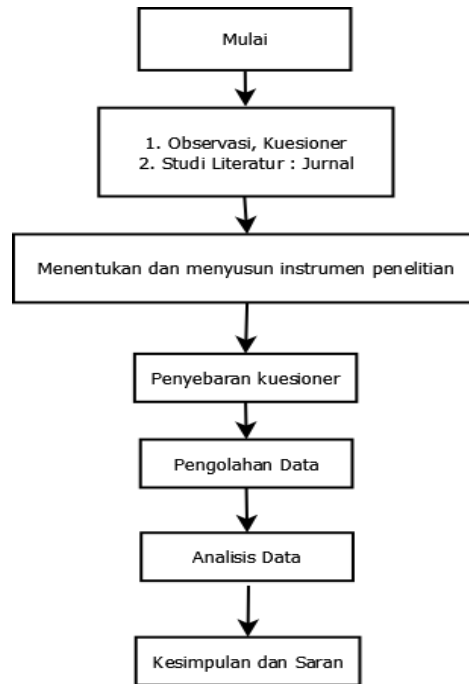 Mulai
1. Observasi, Kuesioner
2. Studi Literatur : Jurnal
Menentukan dan menyusun instrumen penelitian
Penyebaran kuesioner
Pengolahan Data
Analisis Data
Kesimpulan dan Saran